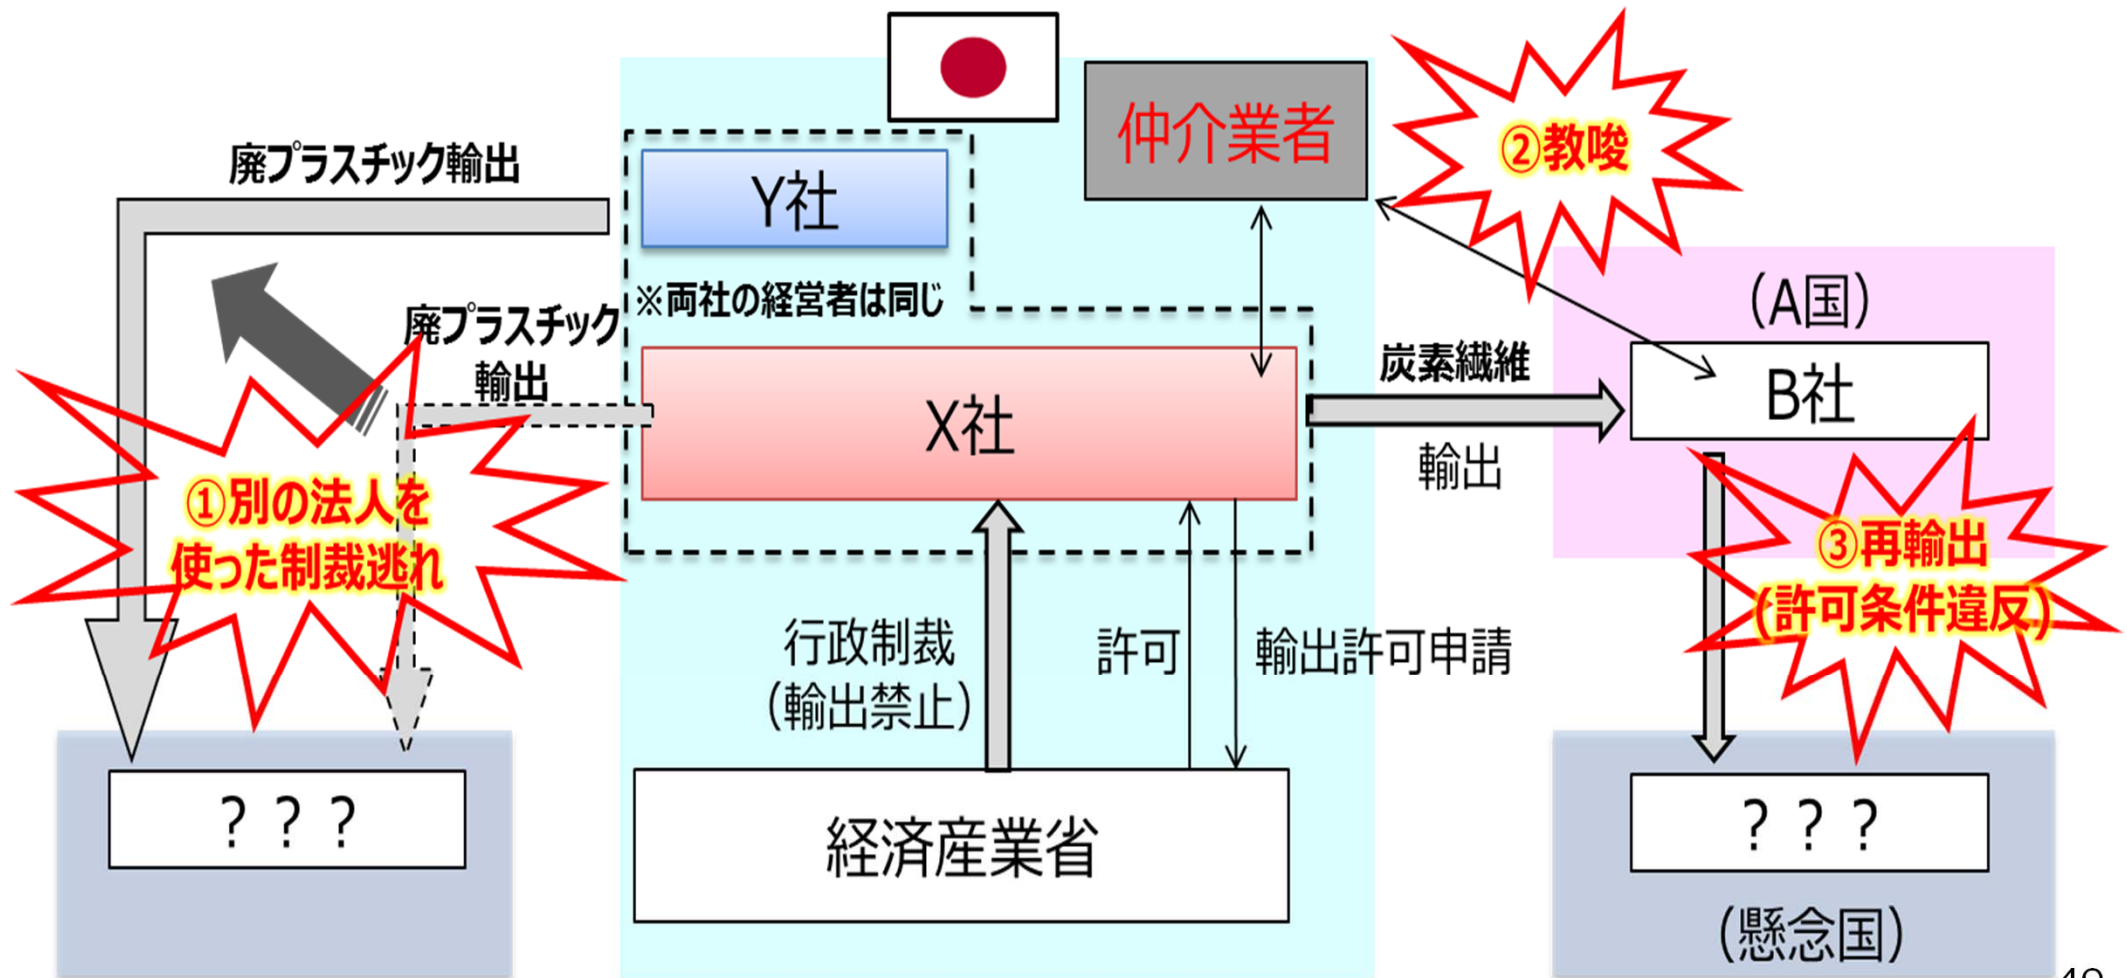 仲介業者
②教唆
廃プラスチック輸出
Y社
※両社の経営者は同じ
(A国)
廃プラスチック
輸出
炭素繊維
B社
X社
輸出
①別の法人を
使った制裁逃れ
③再輸出
(許可条件違反)
行政制裁
(輸出禁止)
許可
輸出許可申請
???
???
経済産業省
(懸念国)